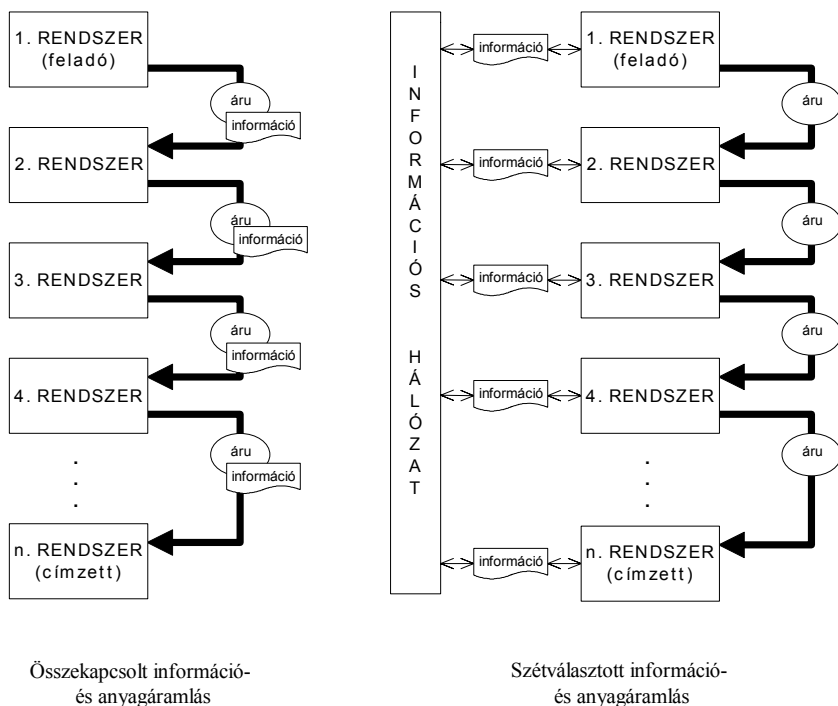 1. RENDSZER
(feladó)
áru
információ
2. RENDSZER
áru
információ
3. RENDSZER
áru
információ
4. RENDSZER
áru
információ
.
.
.
n. RENDSZER
(címzett)
Összekapcsolt információ-
és anyagáramlás
INFORMÁCIÓS HÁLÓZAT
információ
1. RENDSZER
(feladó)
áru
információ
2. RENDSZER
áru
információ
3. RENDSZER
áru
információ
4. RENDSZER
áru
.
.
.
információ
n. RENDSZER
(címzett)
Szétválasztott információ-
és anyagáramlás